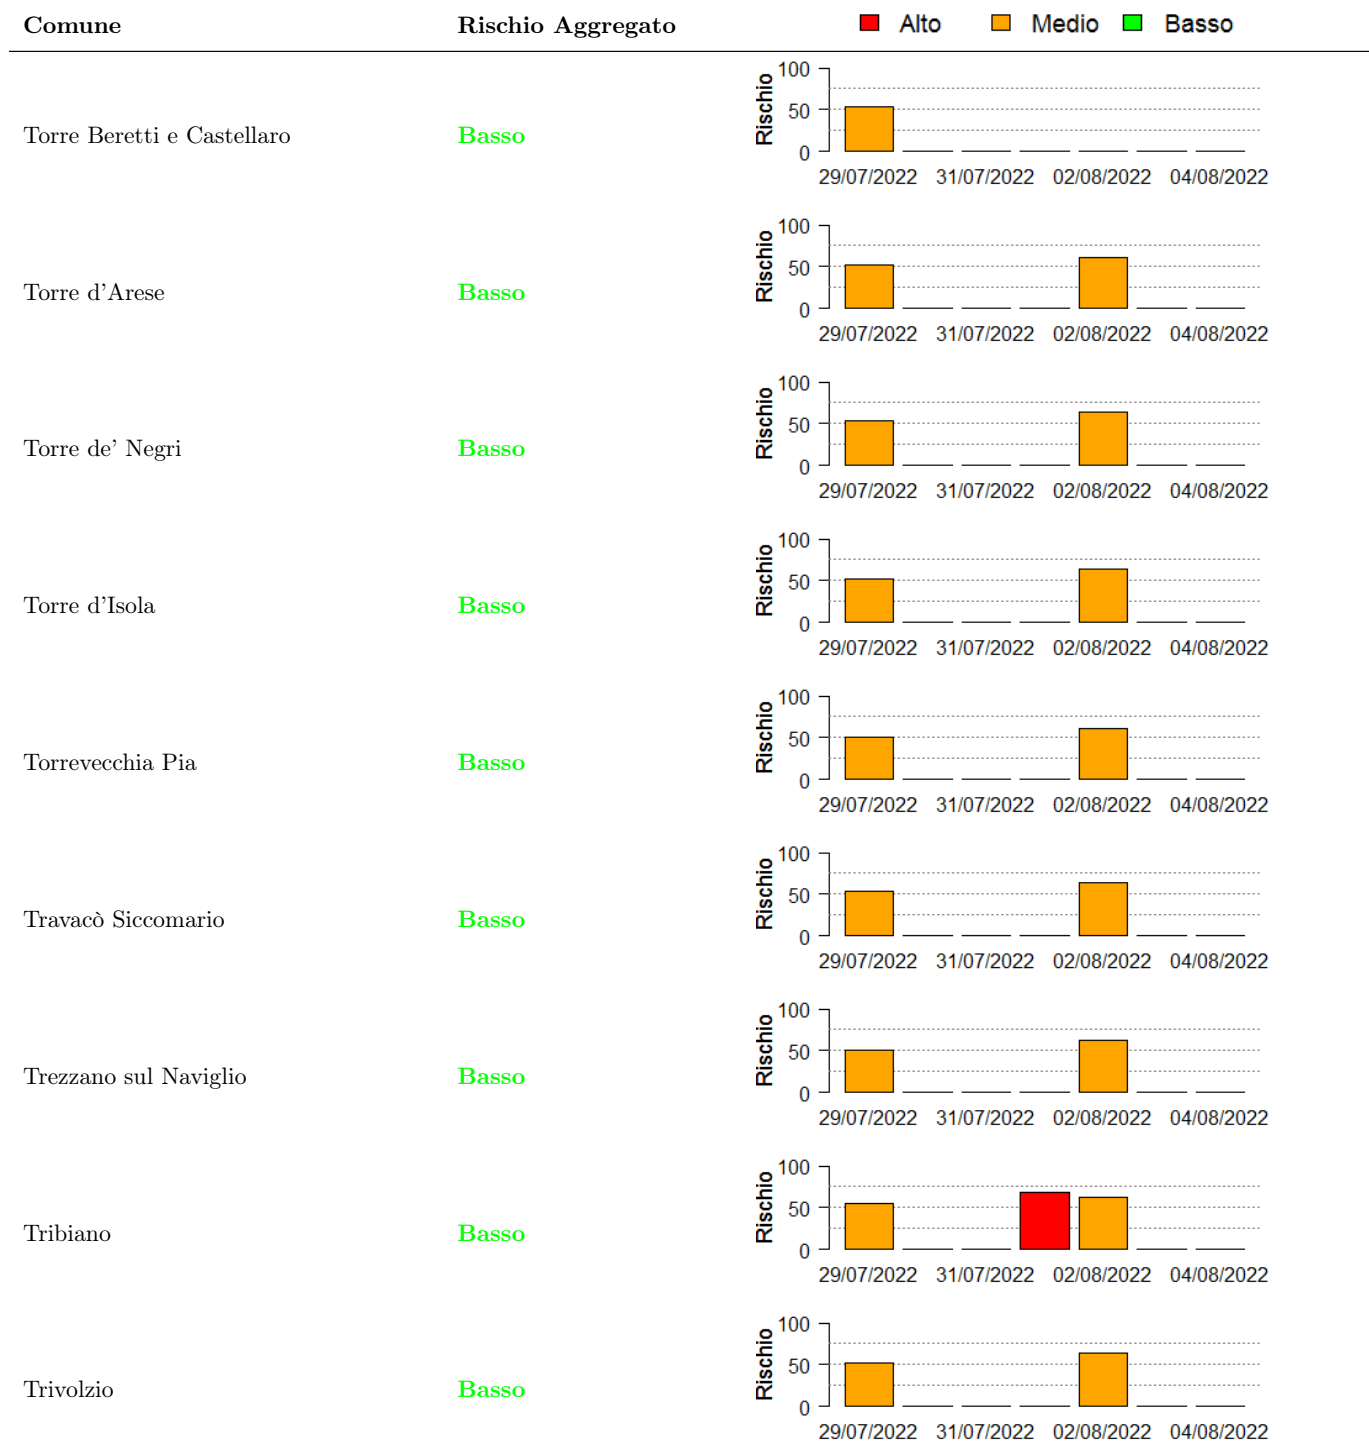 Comune Rischio Aggregato Alto Medio Basso
100
50
0
Rischio
Torre Beretti e Castellaro Basso
29/07/2022 31/07/2022 02/08/2022 04/08/2022
100
50
0
Rischio
Torre d'Arese Basso
29/07/2022 31/07/2022 02/08/2022 04/08/2022
100
50
0
Rischio
Torre de' Negri Basso
29/07/2022 31/07/2022 02/08/2022 04/08/2022
100
50
0
Rischio
Torre d'Isola Basso
29/07/2022 31/07/2022 02/08/2022 04/08/2022
100
50
0
Rischio
Torrevecchia Pia Basso
29/07/2022 31/07/2022 02/08/2022 04/08/2022
100
50
0
Rischio
Travacò Siccomario Basso
29/07/2022 31/07/2022 02/08/2022 04/08/2022
100
50
0
Rischio
Trezzano sul Naviglio Basso
29/07/2022 31/07/2022 02/08/2022 04/08/2022
100
50
0
Rischio
Tribiano Basso
29/07/2022 31/07/2022 02/08/2022 04/08/2022
100
50
0
Rischio
Trivolzio Basso
29/07/2022 31/07/2022 02/08/2022 04/08/2022